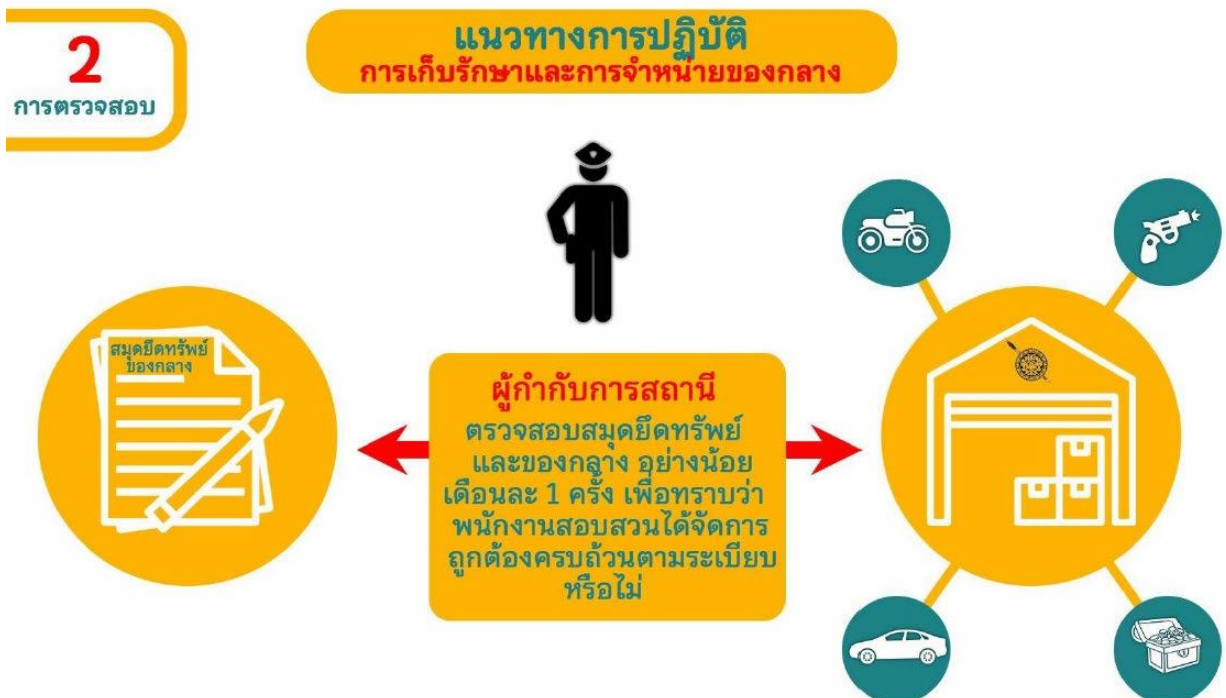 2
การตรวจสอบ
แนวทางการปฏิบัติ
การเก็บรักษาและการจำหน่ายของกลาง
สมุดยึดทรัพย์
ของกลาง
ผู้กำกับการสถานี
ตรวจสอบสมุดยึดทรัพย์
และของกลาง อย่างน้อย
เดือนละ 1 ครั้ง เพื่อทราบว่า
พนักงานสอบสวนได้จัดการ
ถูกต้องครบถ้วนตามระเบียบ
หรือไม่